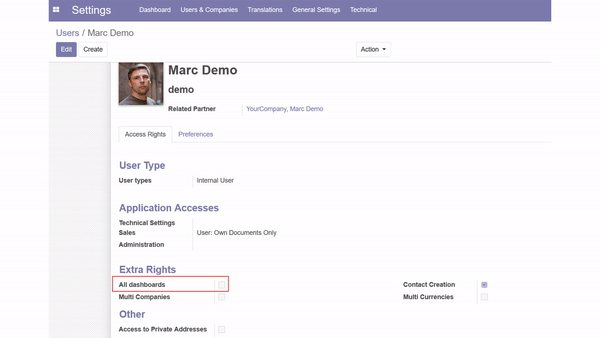 Settings Dashboard Users & Companies Translations General Settings Technical
Users / Marc Demo
Edit Create Action
Marc Demo
demo
Related Partner YourCompany, Marc Demo
Access Rights Preferences
User Type
User types Internal User
Application Accesses
Technical Settings
Sales User: Own Documents Only
Administration
Extra Rights
All dashboards Contact Creation
Multi Companies Multi Currencies
Other
Access to Private Addresses